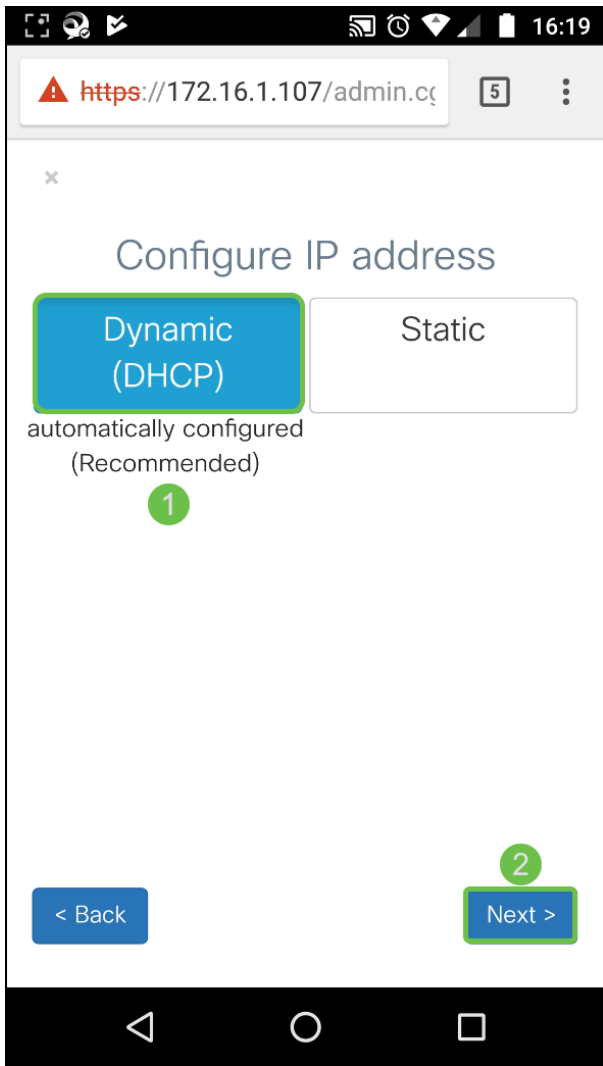 16:19
https://172.16.1.107/admin.cg
5
×
Configure IP address
Dynamic
(DHCP)
Static
automatically configured
(Recommended)
1
2
< Back
Next >